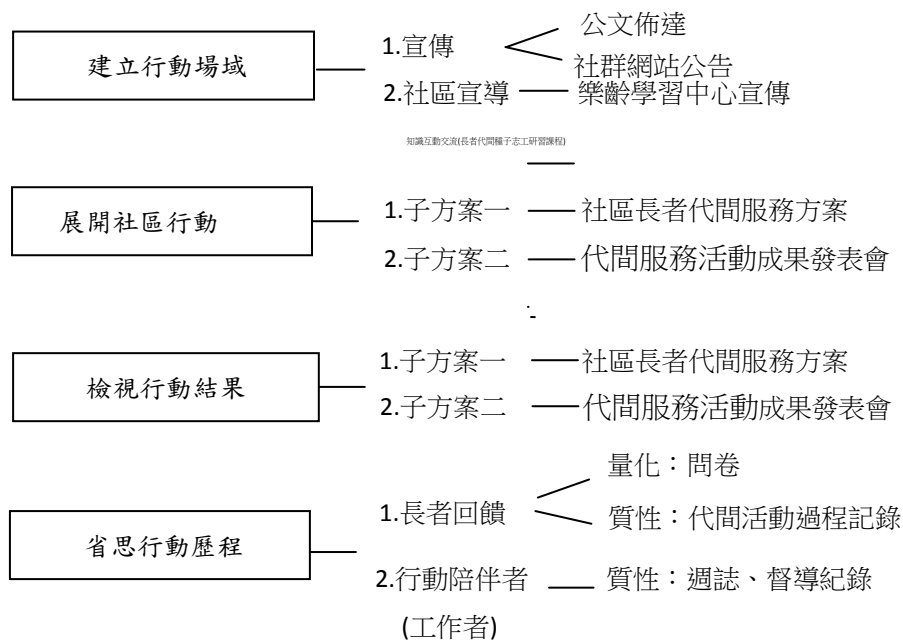 建立行動場域
1.宣傳
公文佈達
社群網站公告
2.社區宣導
樂齡學習中心宣傳
知識互動交流(長者代間種子志工研習課程)
展開社區行動
1.子方案一
社區長者代間服務方案
2.子方案二
代間服務活動成果發表會
檢視行動結果
1.子方案一
社區長者代間服務方案
2.子方案二
代間服務活動成果發表會
省思行動歷程
1.長者回饋
量化：問卷
質性：代間活動過程記錄
2.行動陪伴者
(工作者)
質性：週誌、督導紀錄